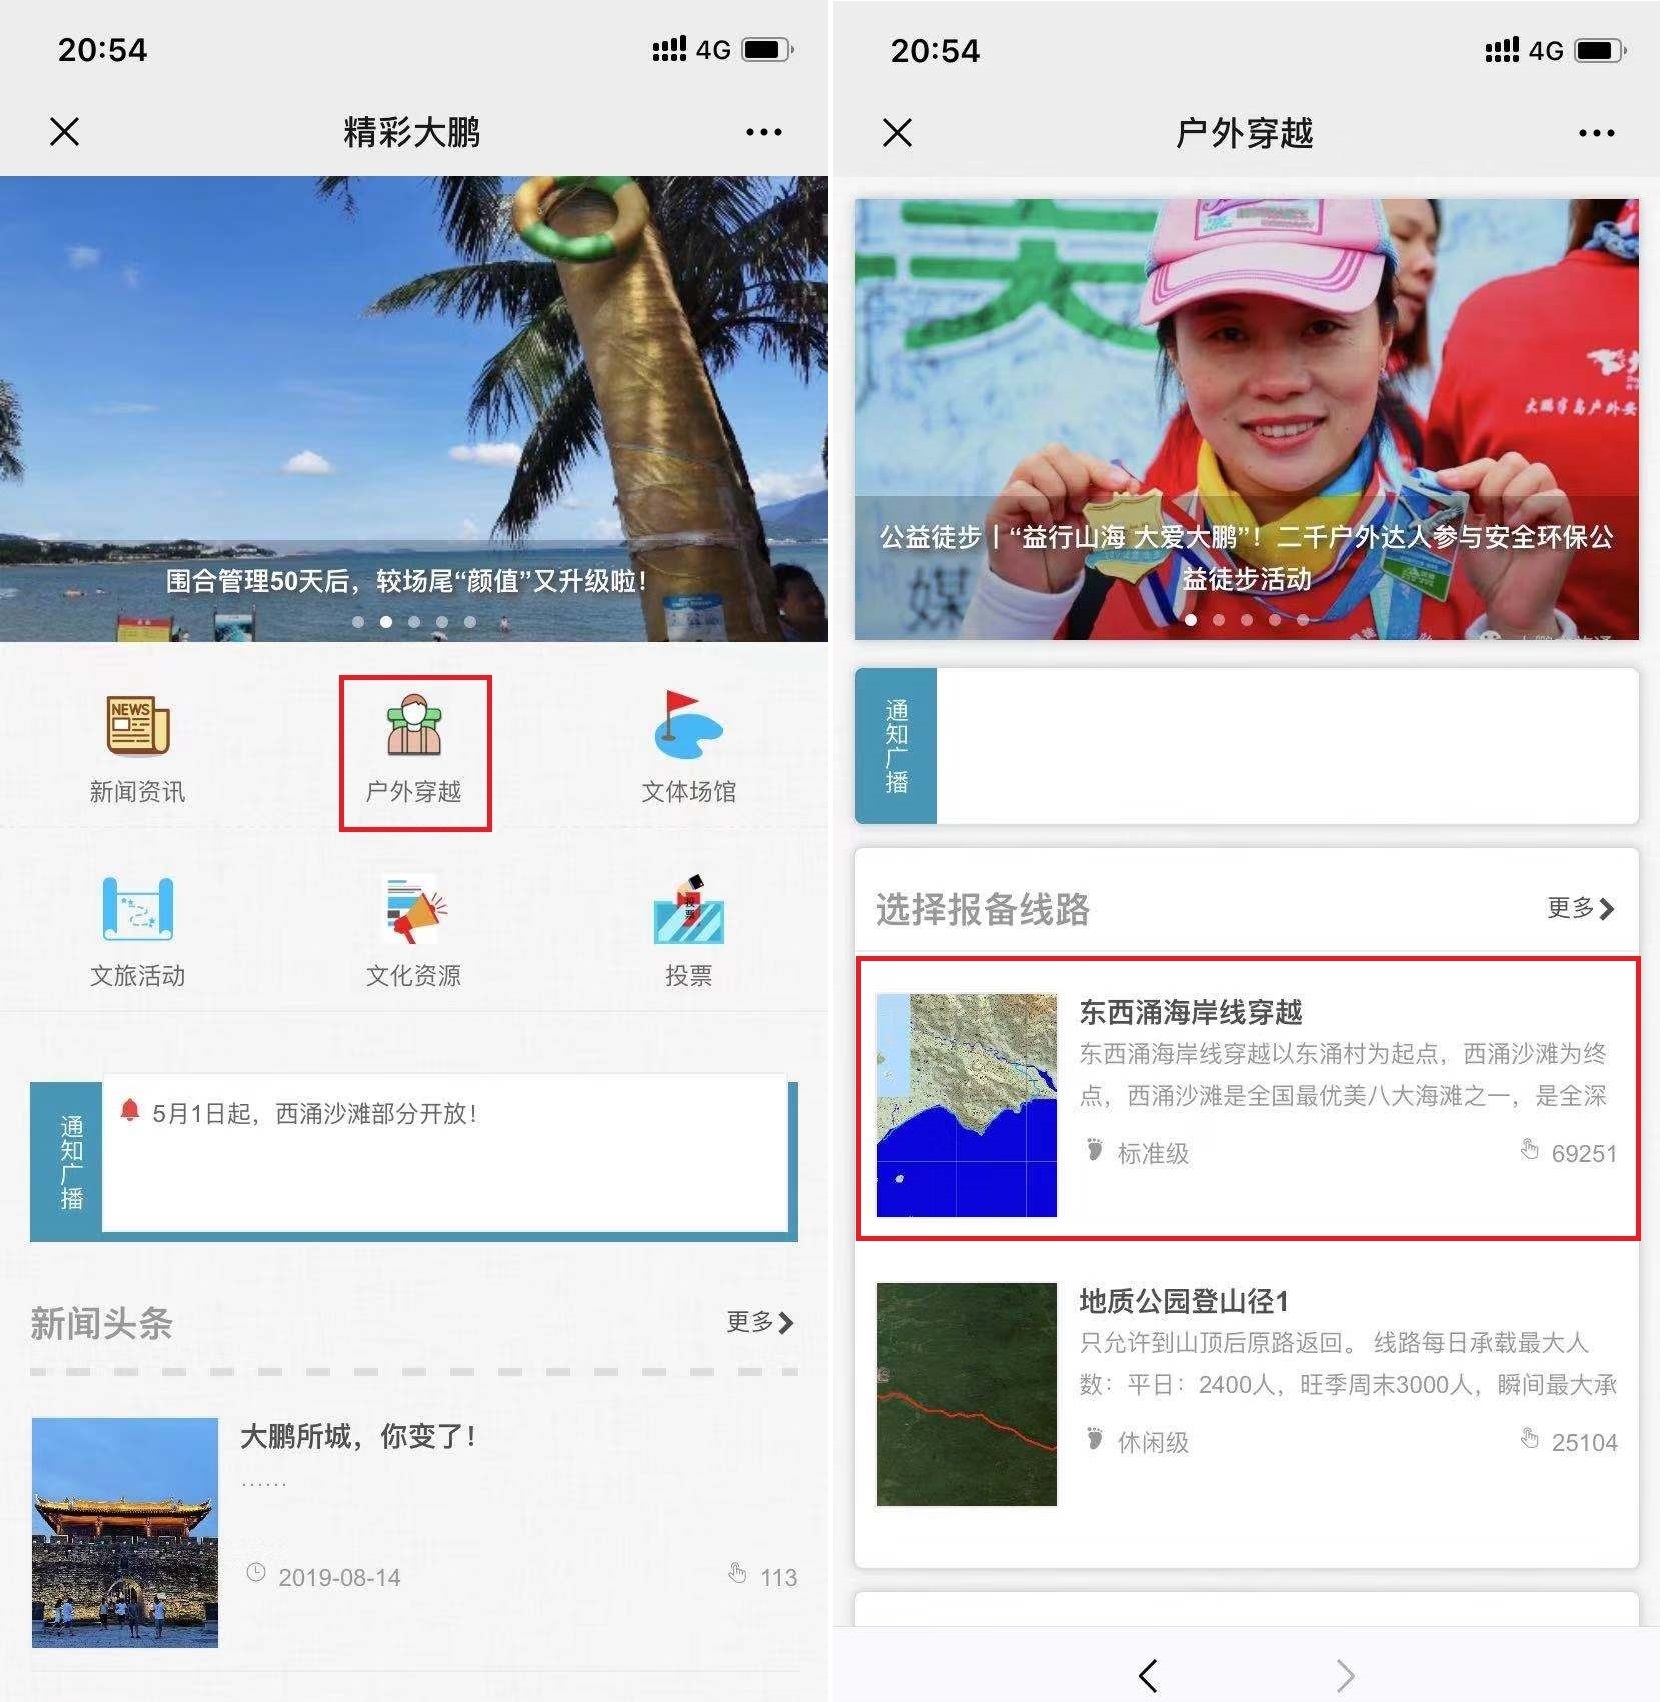 20:54
4G
精彩大鹏
围合管理50天后，较场尾“颜值”又升级啦！
NEWS
新闻资讯
户外穿越
文体场馆
投票
文旅活动
文化资源
投票
通知广播
5月1日起，西涌沙滩部分开放！
新闻头条
更多
大鹏所城，你变了！
......
2019-08-14
113
20:54
4G
户外穿越
公益徒步丨“益行山海 大爱大鹏”！二千户外达人参与安全环保公
益徒步活动
媒
通知广播
选择报备线路
更多
东西涌海岸线穿越
东西涌海岸线穿越以东涌村为起点，西涌沙滩为终
点，西涌沙滩是全国最优美八大海滩之一，是全深
标准级
69251
地质公园登山径1
只允许到山顶后原路返回。 线路每日承载最大人
数：平日：2400人，旺季周末3000人，瞬间最大承
休闲级
25104